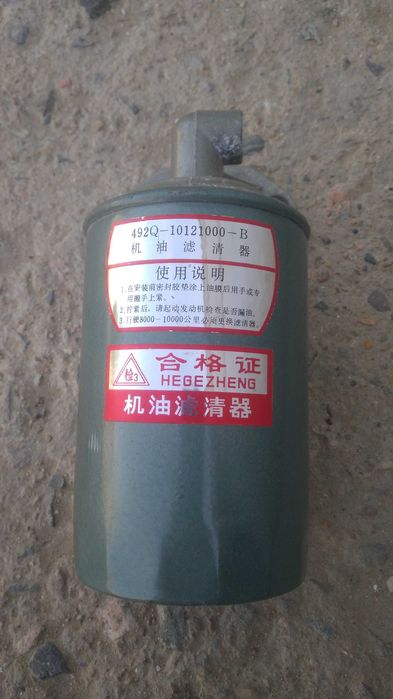 492Q-10121000-B
机油滤清器
使用说明
1.在安装前密封胶垫涂上油膜后用手或专
用搬手上紧。
2.拧紧后，请起动发动机检查是否漏油。
3.行驶8000-10000公里必须更换滤清器。
检3
合格证
HEGEZHENG
机油滤清器